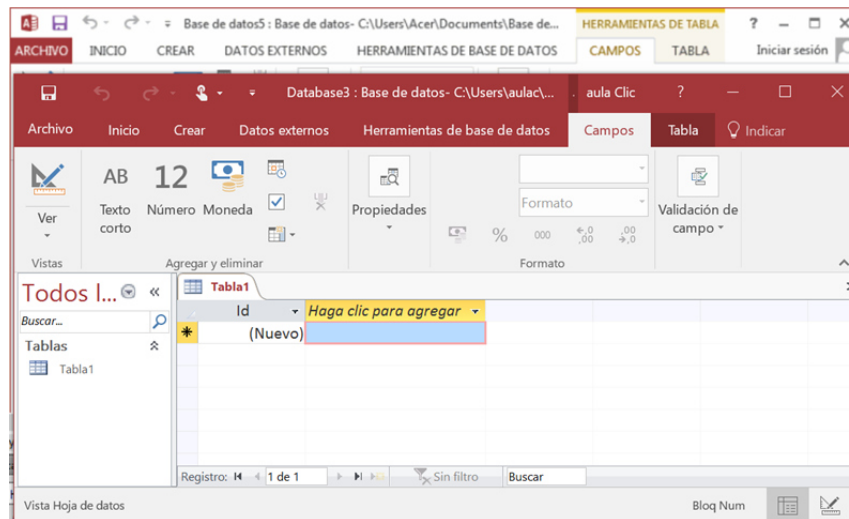 Base de datos5 : Base de datos- C:\Users\Acer\Documents\Base de... HERRAMIENTAS DE TABLA ?
ARCHIVO INICIO CREAR DATOS EXTERNOS HERRAMIENTAS DE BASE DE DATOS CAMPOS TABLA Iniciar sesión
Database3 : Base de datos- C:\Users\aulac\... . aula Clic ?
Archivo Inicio Crear Datos externos Herramientas de base de datos Campos Tabla Indicar
AB 12
Ver Texto corto Número Moneda Propiedades Formato Validación de campo
% 000 ←,0 ,00 ,00 →,0
Vistas Agregar y eliminar Formato
Todos l... «
Buscar...
Tablas
Tabla1
Tabla1
Id Haga clic para agregar
(Nuevo)
Registro: 1 de 1 Sin filtro Buscar
Vista Hoja de datos Bloq Num